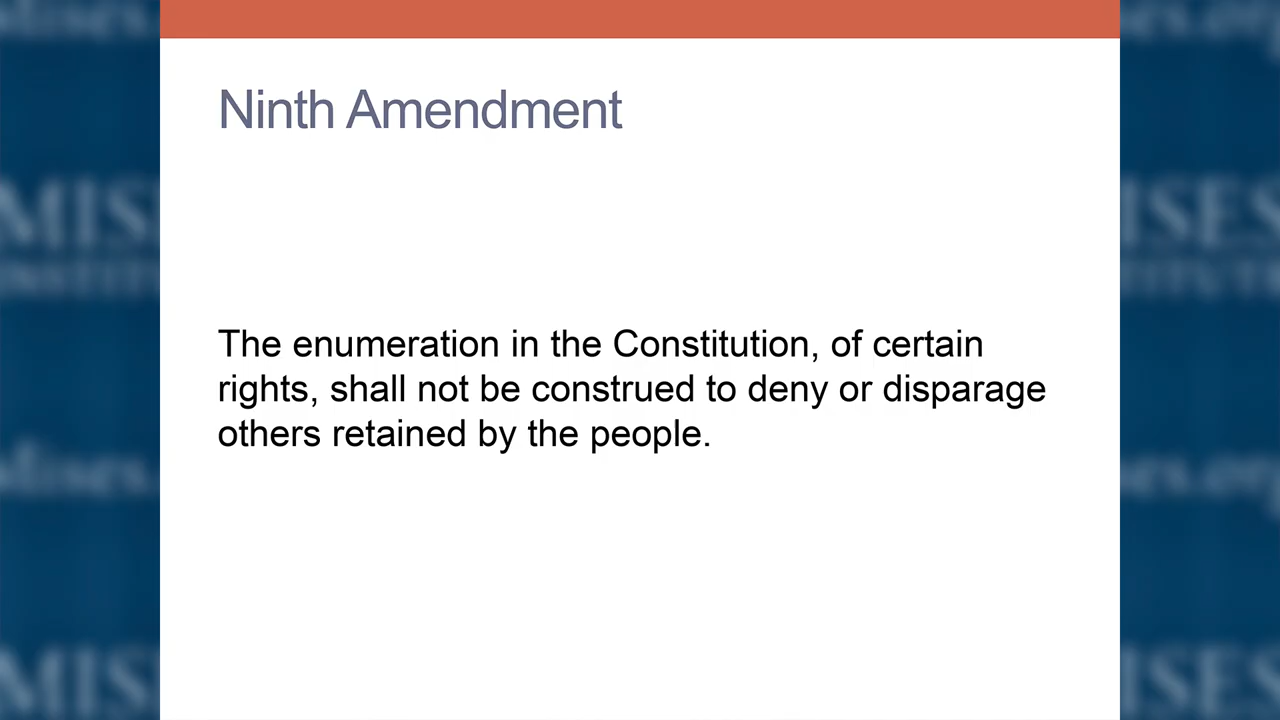 Ninth Amendment
The enumeration in the Constitution, of certain
rights, shall not be construed to deny or disparage
others retained by the people.